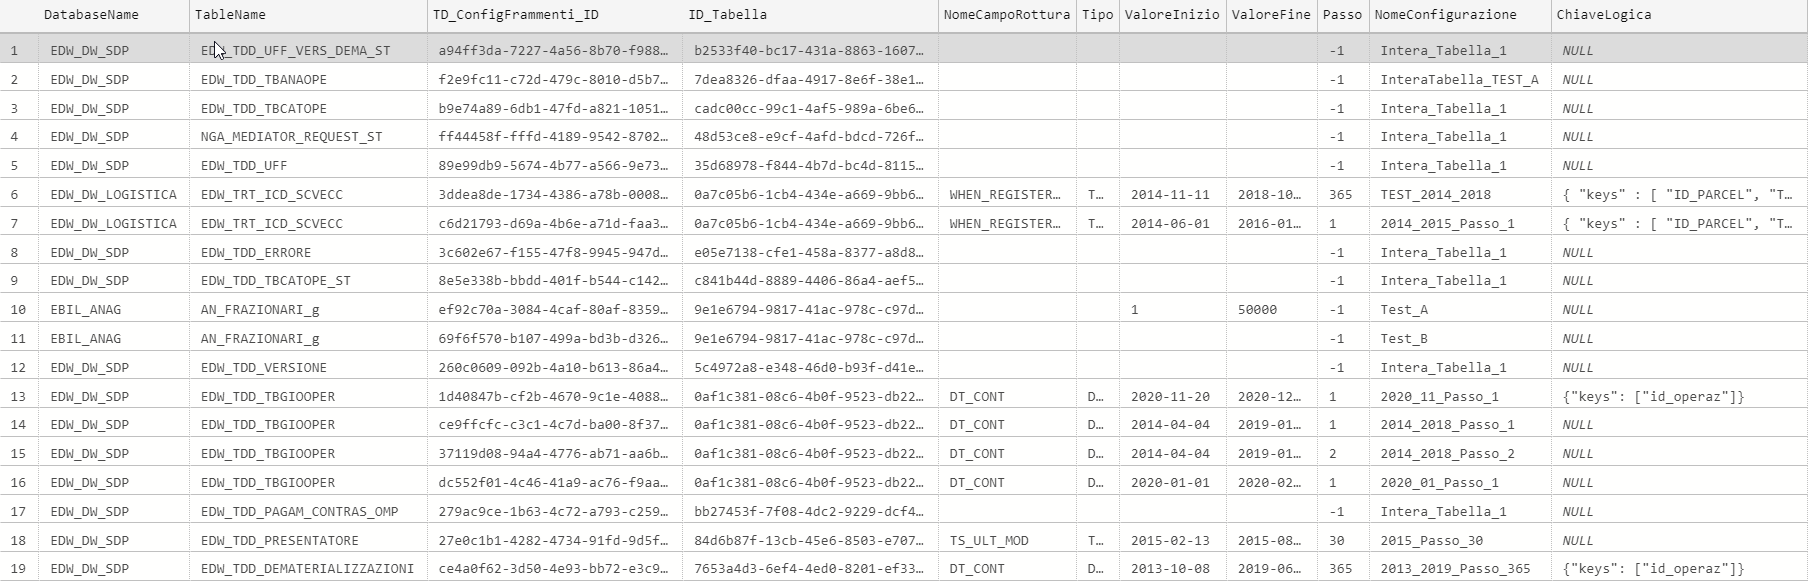 DatabaseName TableName TD_ConfigFrammenti_ID ID_Tabella NomeCampoRottura Tipo ValoreInizio ValoreFine Passo NomeConfigurazione ChiaveLogica
1 EDW_DW_SDP EDW_TDD_UFF_VERS_DEMA_ST a94ff3da-7227-4a56-8b70-f988… b2533f40-bc17-431a-8863-1607… -1 Intera_Tabella_1 NULL
2 EDW_DW_SDP EDW_TDD_TBANAOPE f2e9fc11-c72d-479c-8010-d5b7… 7dea8326-dfaa-4917-8e6f-38e1… -1 InteraTabella_TEST_A NULL
3 EDW_DW_SDP EDW_TDD_TBCATOPE b9e74a89-6db1-47fd-a821-1051… cadc00cc-99c1-4af5-989a-6be6… -1 Intera_Tabella_1 NULL
4 EDW_DW_SDP NGA_MEDIATOR_REQUEST_ST ff44458f-fffd-4189-9542-8702… 48d53ce8-e9cf-4afd-bdcd-726f… -1 Intera_Tabella_1 NULL
5 EDW_DW_SDP EDW_TDD_UFF 89e99db9-5674-4b77-a566-9e73… 35d68978-f844-4b7d-bc4d-8115… -1 Intera_Tabella_1 NULL
6 EDW_DW_LOGISTICA EDW_TRT_ICD_SCVECC 3ddea8de-1734-4386-a78b-0008… 0a7c05b6-1cb4-434e-a669-9bb6… WHEN_REGISTER… T… 2014-11-11 2018-10… 365 TEST_2014_2018 { "keys" : [ "ID_PARCEL", "T…
7 EDW_DW_LOGISTICA EDW_TRT_ICD_SCVECC c6d21793-d69a-4b6e-a71d-faa3… 0a7c05b6-1cb4-434e-a669-9bb6… WHEN_REGISTER… T… 2014-06-01 2016-01… 1 2014_2015_Passo_1 { "keys" : [ "ID_PARCEL", "T…
8 EDW_DW_SDP EDW_TDD_ERRORE 3c602e67-f155-47f8-9945-947d… e05e7138-cfe1-458a-8377-a8d8… -1 Intera_Tabella_1 NULL
9 EDW_DW_SDP EDW_TDD_TBCATOPE_ST 8e5e338b-bbdd-401f-b544-c142… c841b44d-8889-4406-86a4-aef5… -1 Intera_Tabella_1 NULL
10 EBIL_ANAG AN_FRAZIONARI_g ef92c70a-3084-4caf-80af-8359… 9e1e6794-9817-41ac-978c-c97d… 1 50000 -1 Test_A NULL
11 EBIL_ANAG AN_FRAZIONARI_g 69f6f570-b107-499a-bd3b-d326… 9e1e6794-9817-41ac-978c-c97d… -1 Test_B NULL
12 EDW_DW_SDP EDW_TDD_VERSIONE 260c0609-092b-4a10-b613-86a4… 5c4972a8-e348-46d0-b93f-d41e… -1 Intera_Tabella_1 NULL
13 EDW_DW_SDP EDW_TDD_TBGIOOPER 1d40847b-cf2b-4670-9c1e-4088… 0af1c381-08c6-4b0f-9523-db22… DT_CONT D… 2020-11-20 2020-12… 1 2020_11_Passo_1 {"keys": ["id_operaz"]}
14 EDW_DW_SDP EDW_TDD_TBGIOOPER ce9ffcfc-c3c1-4c7d-ba00-8f37… 0af1c381-08c6-4b0f-9523-db22… DT_CONT D… 2014-04-04 2019-01… 1 2014_2018_Passo_1 NULL
15 EDW_DW_SDP EDW_TDD_TBGIOOPER 37119d08-94a4-4776-ab71-aa6b… 0af1c381-08c6-4b0f-9523-db22… DT_CONT D… 2014-04-04 2019-01… 2 2014_2018_Passo_2 NULL
16 EDW_DW_SDP EDW_TDD_TBGIOOPER dc552f01-4c46-41a9-ac76-f9aa… 0af1c381-08c6-4b0f-9523-db22… DT_CONT D… 2020-01-01 2020-02… 1 2020_01_Passo_1 NULL
17 EDW_DW_SDP EDW_TDD_PAGAM_CONTRAS_OMP 279ac9ce-1b63-4c72-a793-c259… bb27453f-7f08-4dc2-9229-dcf4… -1 Intera_Tabella_1 NULL
18 EDW_DW_SDP EDW_TDD_PRESENTATORE 27e0c1b1-4282-4734-91fd-9d5f… 84d6b87f-13cb-45e6-8503-e707… TS_ULT_MOD T… 2015-02-13 2015-08… 30 2015_Passo_30 NULL
19 EDW_DW_SDP EDW_TDD_DEMATERIALIZZAZIONI ce4a0f62-3d50-4e93-bb72-e3c9… 7653a4d3-6ef4-4ed0-8201-ef33… DT_CONT D… 2013-10-08 2019-06… 365 2013_2019_Passo_365 {"keys": ["id_operaz"]}